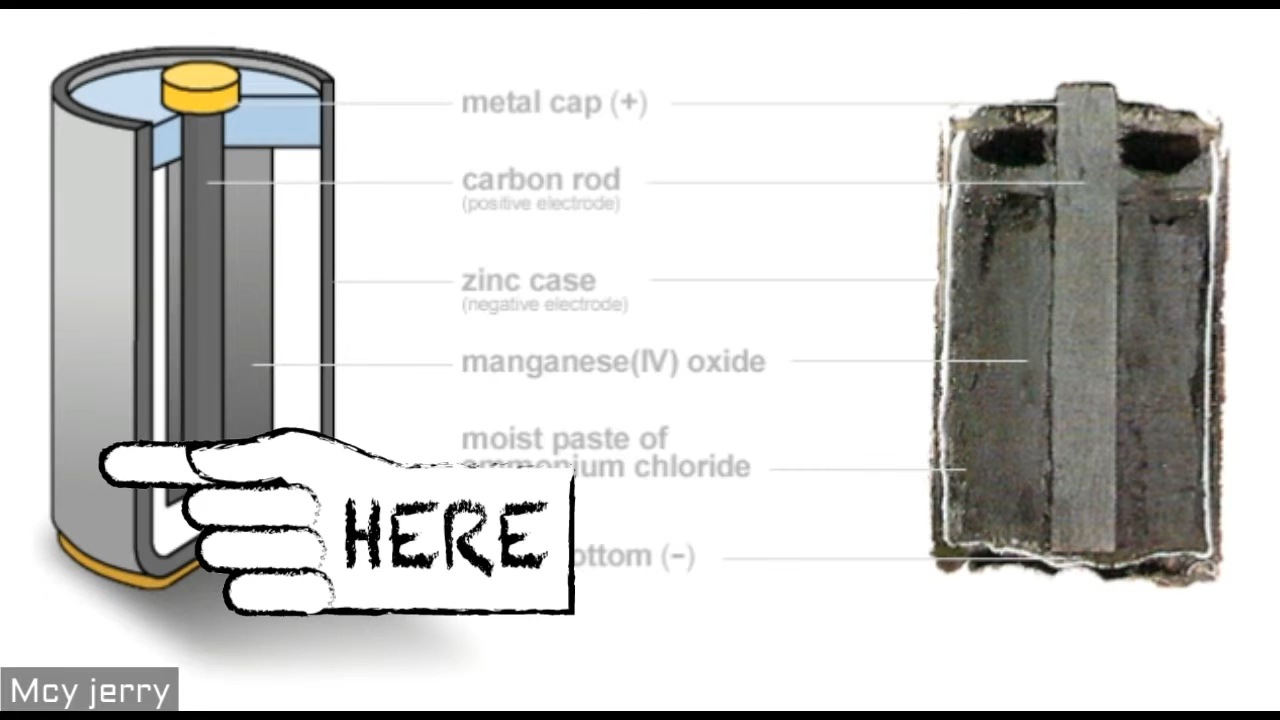 metal cap (+)
carbon rod
(positive electrode)
zinc case
(negative electrode)
manganese(IV) oxide
moist paste of
ammonium chloride
HERE
ottom (−)
Mcy jerry